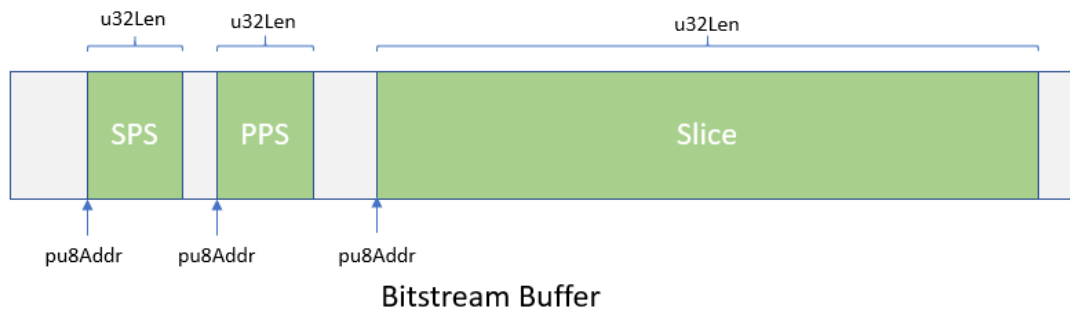 u32Len
u32Len
u32Len
SPS
PPS
Slice
pu8Addr
pu8Addr
pu8Addr
Bitstream Buffer